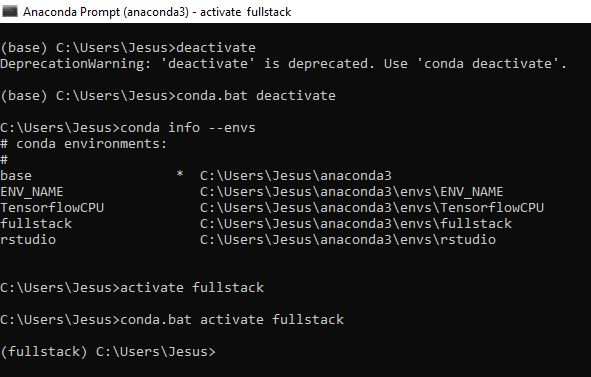 Anaconda Prompt (anaconda3) - activate fullstack
(base) C:\Users\Jesus>deactivate
DeprecationWarning: 'deactivate' is deprecated. Use 'conda deactivate'.
(base) C:\Users\Jesus>conda.bat deactivate
C:\Users\Jesus>conda info --envs
# conda environments:
#
base                  *  C:\Users\Jesus\anaconda3
ENV_NAME                 C:\Users\Jesus\anaconda3\envs\ENV_NAME
TensorflowCPU            C:\Users\Jesus\anaconda3\envs\TensorflowCPU
fullstack                C:\Users\Jesus\anaconda3\envs\fullstack
rstudio                  C:\Users\Jesus\anaconda3\envs\rstudio
C:\Users\Jesus>activate fullstack
C:\Users\Jesus>conda.bat activate fullstack
(fullstack) C:\Users\Jesus>